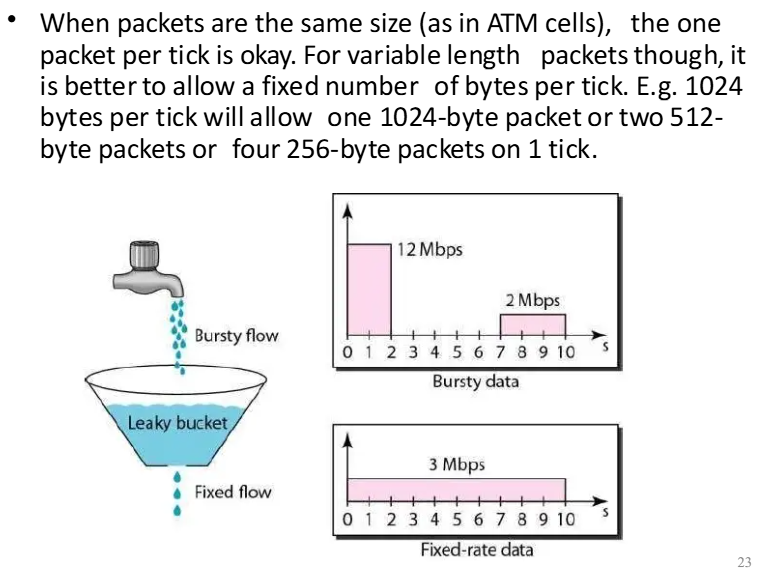 • When packets are the same size (as in ATM cells), the one
packet per tick is okay. For variable length packets though, it
is better to allow a fixed number of bytes per tick. E.g. 1024
bytes per tick will allow one 1024-byte packet or two 512-
byte packets or four 256-byte packets on 1 tick.
12 Mbps
2 Mbps
Bursty flow
0 1 2 3 4 5 6 7 8 9 10 s
Bursty data
Leaky bucket
3 Mbps
Fixed flow
0 1 2 3 4 5 6 7 8 9 10 s
Fixed-rate data
23